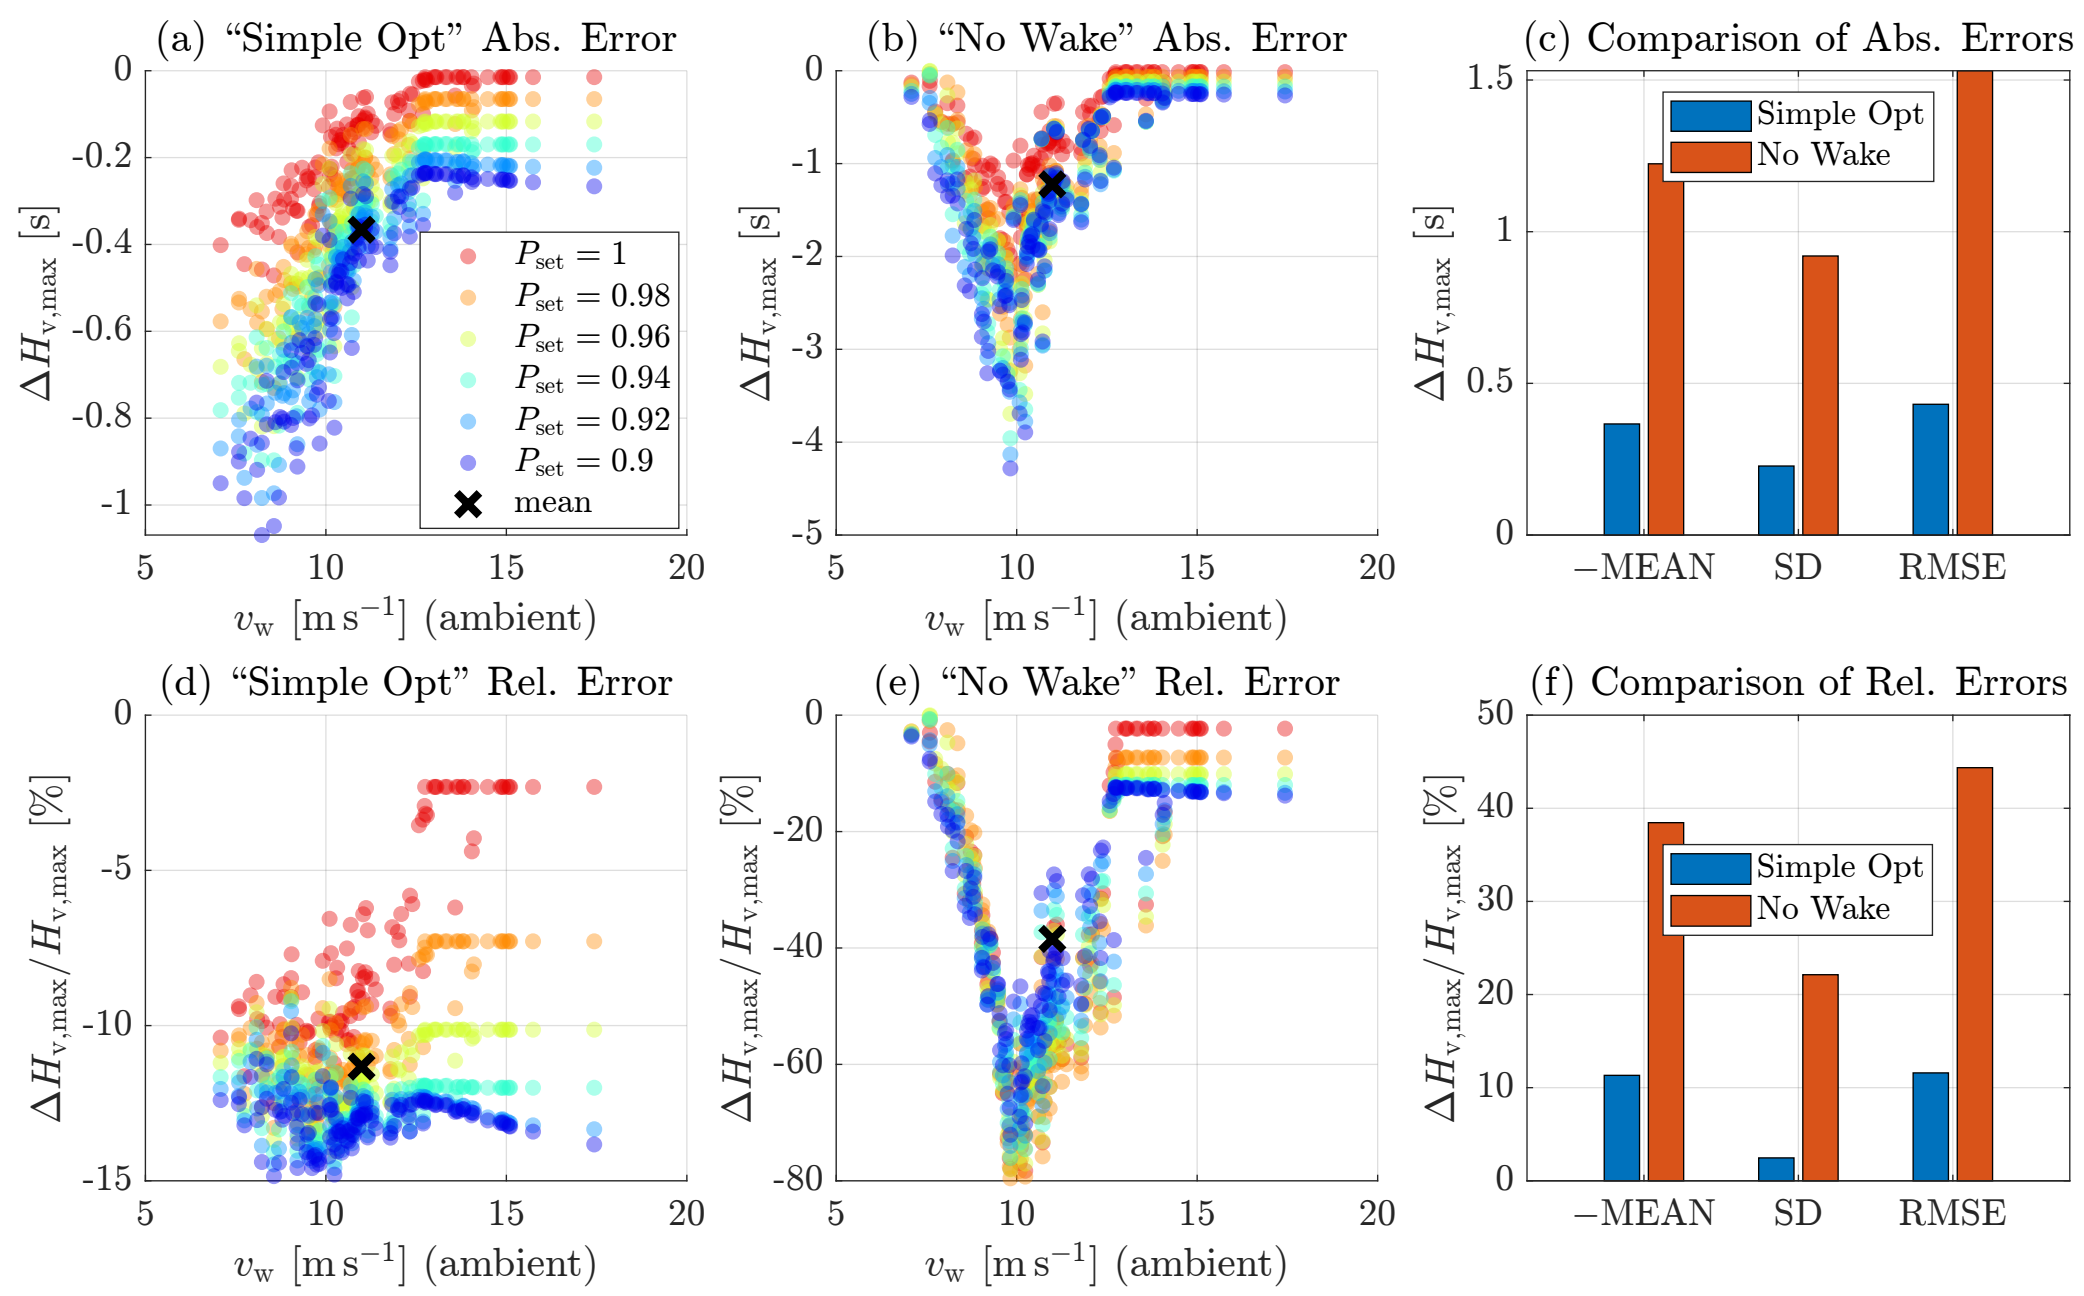 (a) “Simple Opt” Abs. Error
0
-0.2
-0.4
-0.6
-0.8
-1
ΔH_v,max [s]
P_set = 1
P_set = 0.98
P_set = 0.96
P_set = 0.94
P_set = 0.92
P_set = 0.9
mean
5 10 15 20
v_w [m s⁻¹] (ambient)
(b) “No Wake” Abs. Error
0
-1
-2
-3
-4
-5
ΔH_v,max [s]
5 10 15 20
v_w [m s⁻¹] (ambient)
(c) Comparison of Abs. Errors
1.5
1
0.5
0
ΔH_v,max [s]
Simple Opt
No Wake
−MEAN SD RMSE
(d) “Simple Opt” Rel. Error
0
-5
-10
-15
ΔH_v,max/H_v,max [%]
5 10 15 20
v_w [m s⁻¹] (ambient)
(e) “No Wake” Rel. Error
0
-20
-40
-60
-80
ΔH_v,max/H_v,max [%]
5 10 15 20
v_w [m s⁻¹] (ambient)
(f) Comparison of Rel. Errors
50
40
30
20
10
0
ΔH_v,max/H_v,max [%]
Simple Opt
No Wake
−MEAN SD RMSE